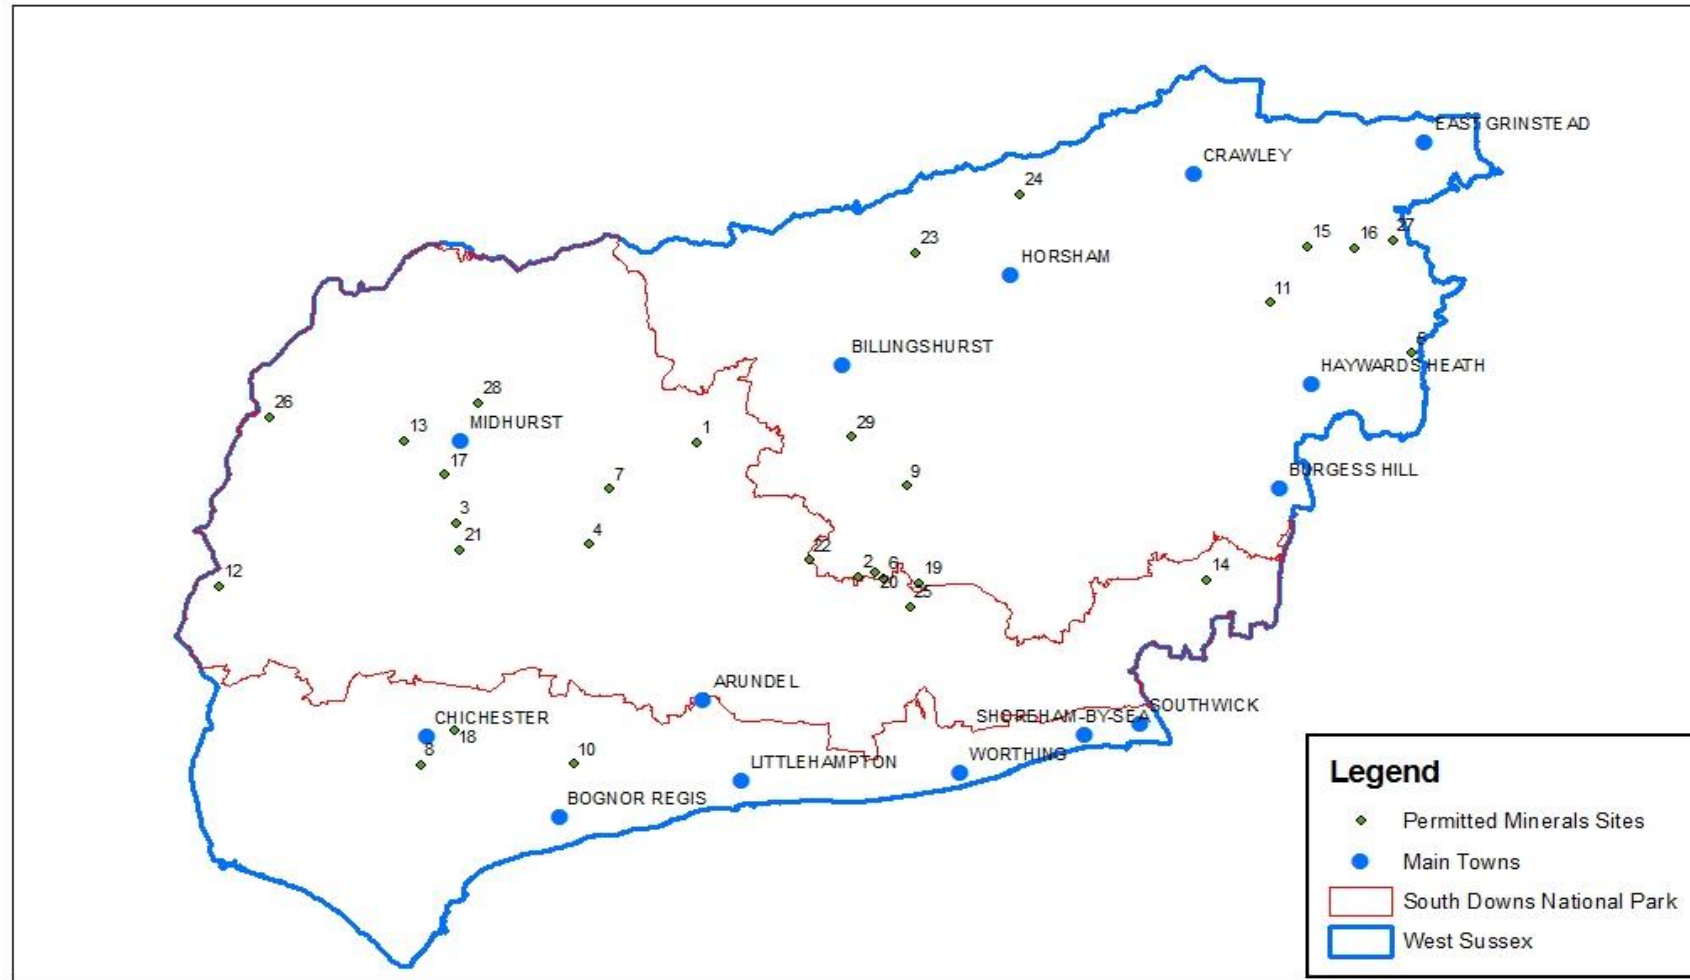 EAST GRINSTEAD
CRAWLEY
24
27
15
16
23
HORSHAM
11
5
BILLINGSHURST
HAYWARDS HEATH
28
26
MIDHURST
13
1
29
17
BURGESS HILL
9
7
3
4
21
22
2
6
12
19
14
20
25
ARUNDEL
SOUTHWICK
CHICHESTER
SHOREHAM-BY-SEA
18
8
10
WORTHING
LITTLEHAMPTON
BOGNOR REGIS
Legend
Permitted Minerals Sites
Main Towns
South Downs National Park
West Sussex